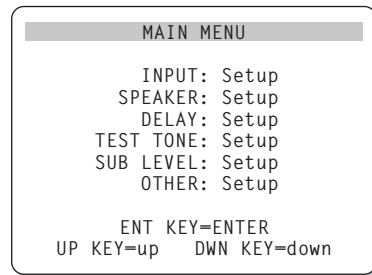 MAIN MENU
INPUT: Setup
SPEAKER: Setup
DELAY: Setup
TEST TONE: Setup
SUB LEVEL: Setup
OTHER: Setup
ENT KEY=ENTER
UP KEY=up DWN KEY=down